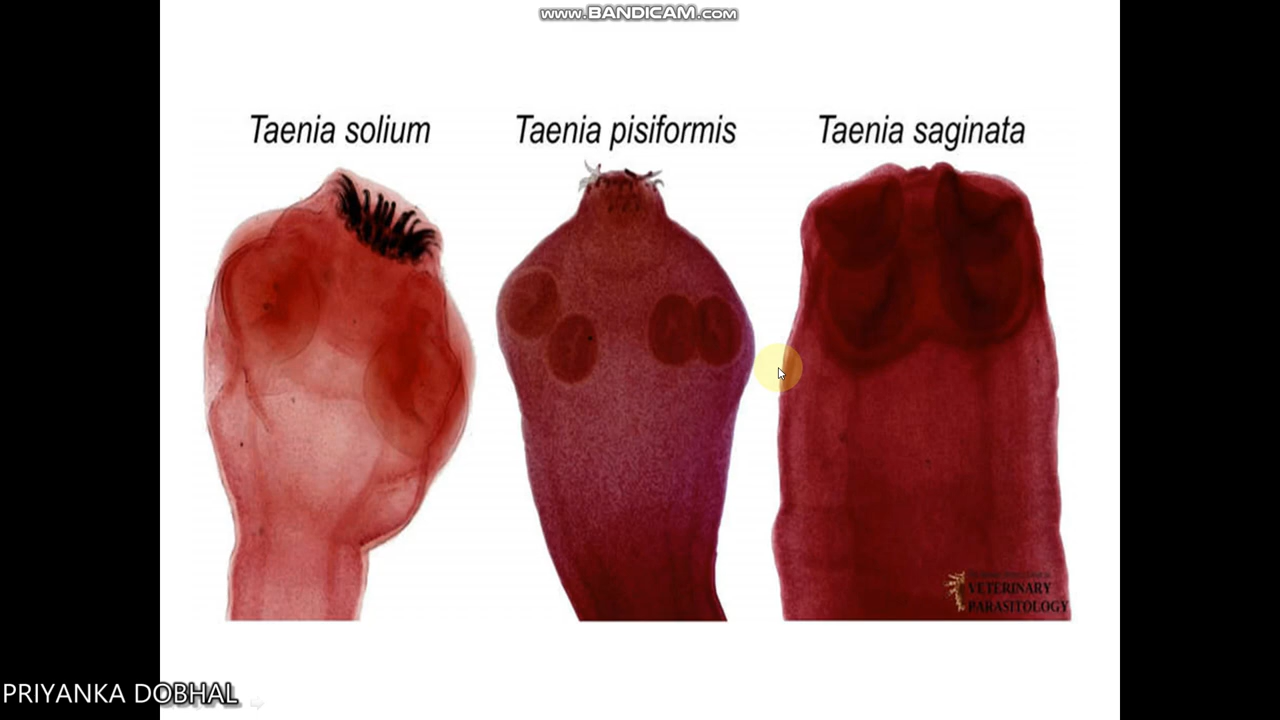 www.BANDICAM.com
Taenia solium
Taenia pisiformis
Taenia saginata
VETERINARY
PARASITOLOGY
PRIYANKA DOBHAL